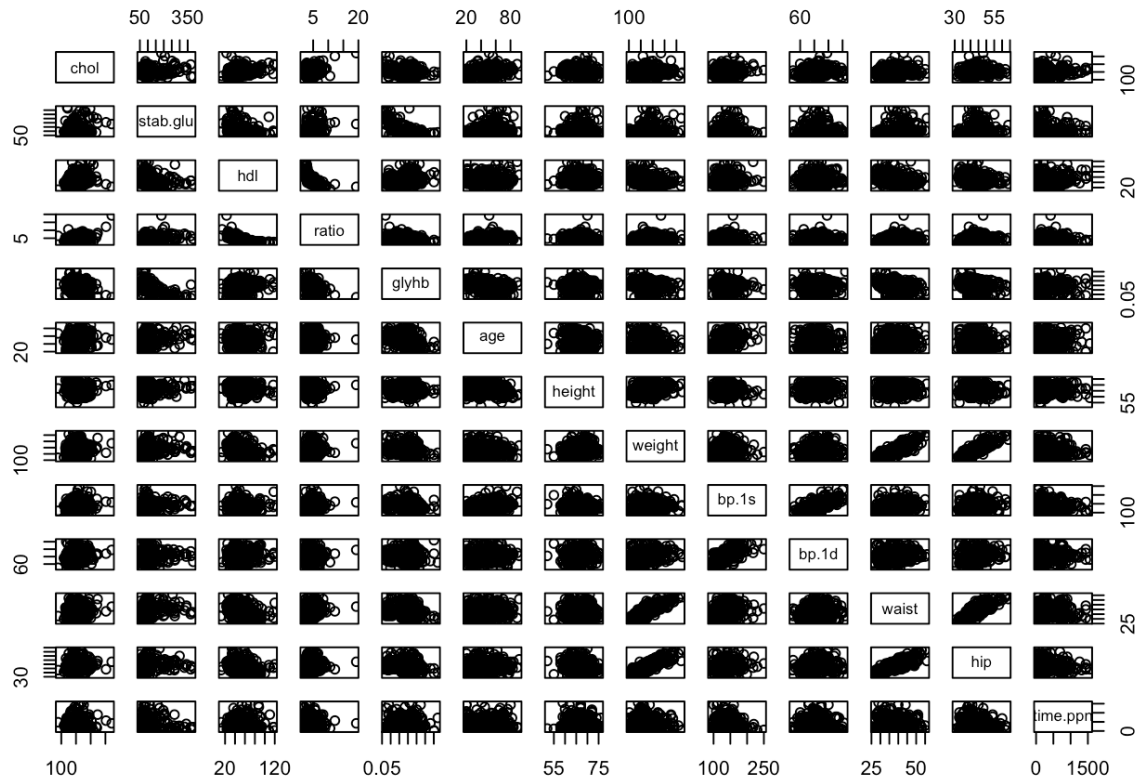 50 350 5 20 20 80 100 60 30 55
chol 100
50 stab.glu
hdl 20
5 ratio
glyhb 0.05
20 age
height 55
100 weight
bp.1s 100
60 bp.1d
waist 25
30 hip
time.ppn 0
100 20 120 0.05 55 75 100 250 25 50 0 1500